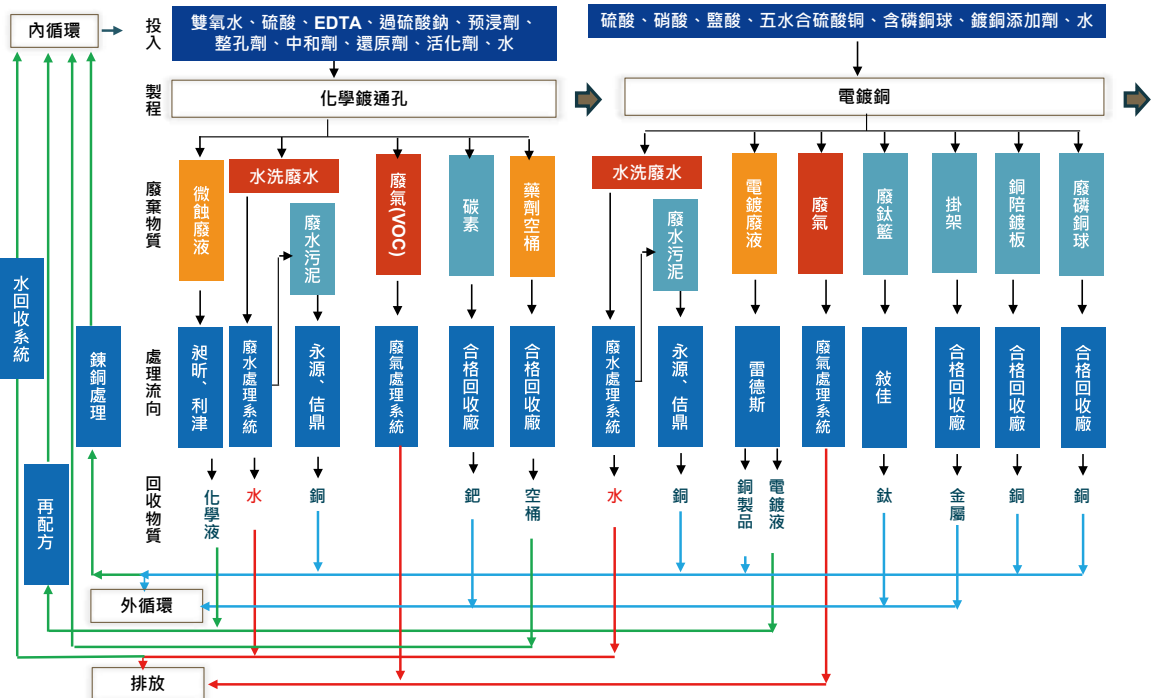 內循環
投入
雙氧水、硫酸、EDTA、過硫酸鈉、预浸劑、
整孔劑、中和劑、還原劑、活化劑、水
硫酸、硝酸、盬酸、五水合硫酸铜、含磷銅球、鍍銅添加劑、水
製程
化學鍍通孔
電鍍銅
廢棄物質
微蝕廢液
水洗廢水
廢水污泥
廢氣(VOC)
碳素
藥劑空桶
水洗廢水
廢水污泥
電鍍廢液
廢氣
廢鈦籃
掛架
銅陪鍍板
廢磷銅球
水回收系統
鍊銅處理
再配方
處理流向
昶昕、利津
廢水處理系統
永源、佶鼎
廢氣處理系統
合格回收廠
合格回收廠
廢水處理系統
永源、佶鼎
雷德斯
廢氣處理系統
敍佳
合格回收廠
合格回收廠
合格回收廠
回收物質
化學液
水
銅
鈀
空桶
水
銅
銅製品
電鍍液
鈦
金屬
銅
銅
外循環
排放